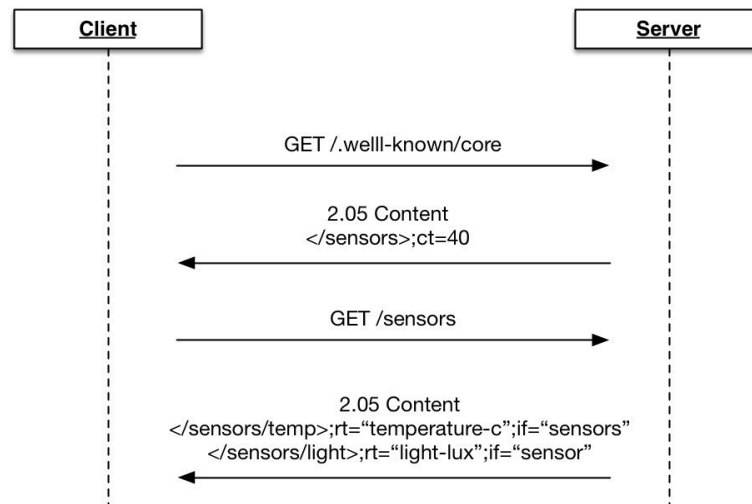 Client
Server
GET /.welll-known/core
2.05 Content
</sensors>;ct=40
GET /sensors
2.05 Content
</sensors/temp>;rt=“temperature-c”;if=“sensors”
</sensors/light>;rt=“light-lux”;if=“sensor”